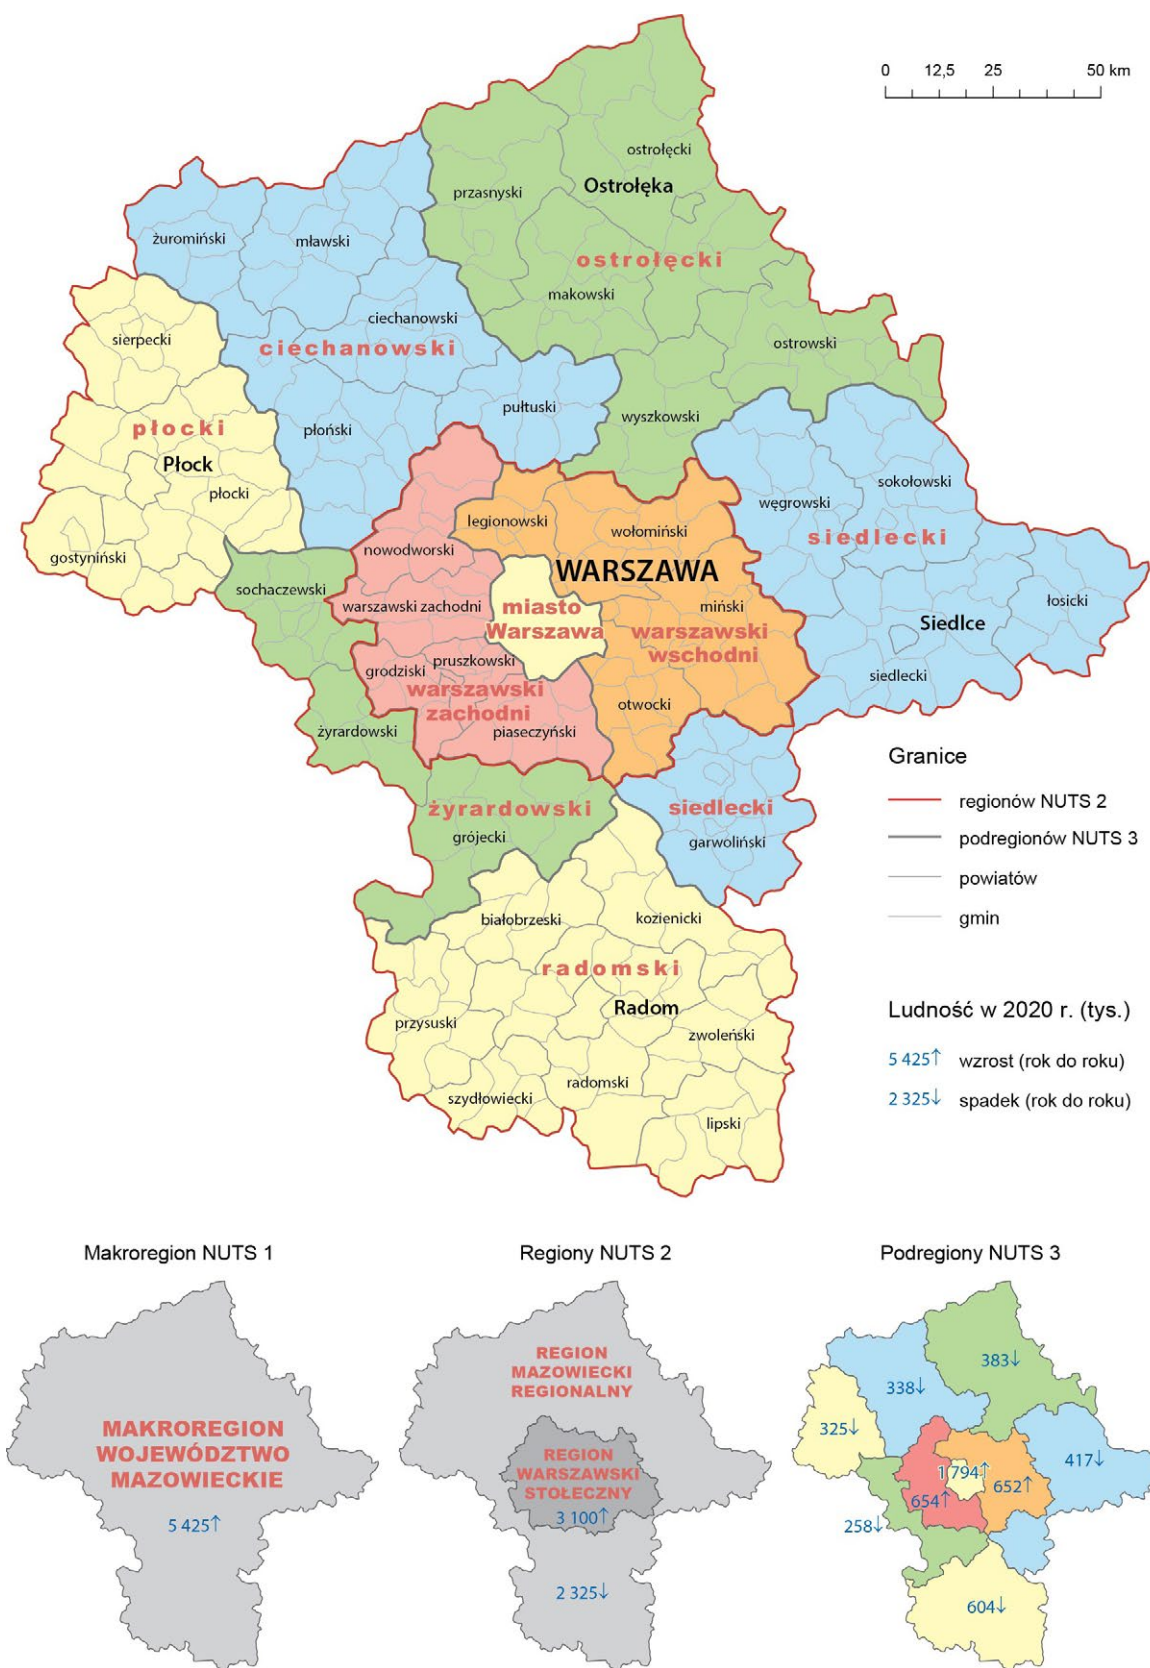 0 12,5 25 50 km
ostrołęcki
Ostrołęka
przasnyski
żuromiński
mławski
ostrołęcki
makowski
ciechanowski
sierpecki
ciechanowski
ostrowski
pułtuski
wyszkowski
płocki
płoński
Płock
płocki
sokołowski
węgrowski
legionowski
wołomiński
siedlecki
gostyniński
nowodworski
WARSZAWA
sochaczewski
warszawski zachodni
miasto
Warszawa
miński
łosicki
warszawski
wschodni
Siedlce
pruszkowski
grodziski
siedlecki
warszawski
zachodni
otwocki
żyrardowski
piaseczyński
Granice
regionów NUTS 2
podregionów NUTS 3
powiatów
gmin
żyrardowski
siedlecki
grójecki
garwoliński
białobrzeski
kozienicki
radomski
Radom
przysuski
zwoleński
radomski
szydłowiecki
lipski
Ludność w 2020 r. (tys.)
5 425↑ wzrost (rok do roku)
2 325↓ spadek (rok do roku)
Makroregion NUTS 1
MAKROREGION
WOJEWÓDZTWO
MAZOWIECKIE
5 425↑
Regiony NUTS 2
REGION
MAZOWIECKI
REGIONALNY
REGION
WARSZAWSKI
STOŁECZNY
3 100↑
2 325↓
Podregiony NUTS 3
383↓
338↓
325↓
417↓
1 794↑
652↑
654↑
258↓
604↓